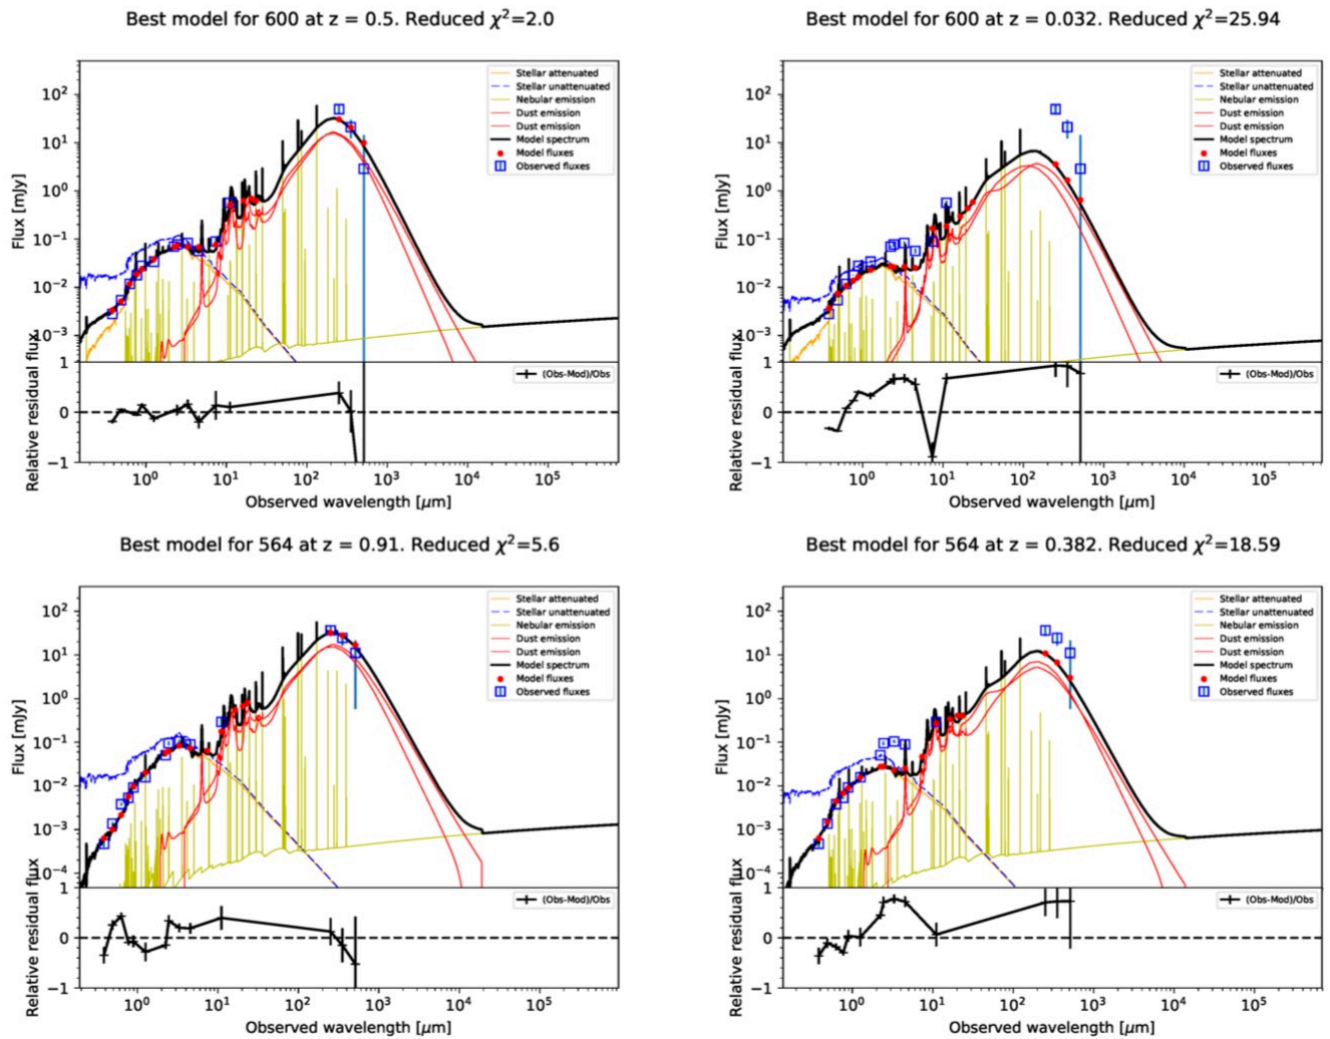 Best model for 600 at z = 0.5. Reduced χ²=2.0
Flux [mJy]
10² 10¹ 10⁰ 10⁻¹ 10⁻² 10⁻³
Stellar attenuated
Stellar unattenuated
Nebular emission
Dust emission
Dust emission
Model spectrum
Model fluxes
Observed fluxes
Relative residual flux
1 0 −1
(Obs-Mod)/Obs
10⁰ 10¹ 10² 10³ 10⁴ 10⁵
Observed wavelength [μm]
Best model for 600 at z = 0.032. Reduced χ²=25.94
Flux [mJy]
10² 10¹ 10⁰ 10⁻¹ 10⁻² 10⁻³
Stellar attenuated
Stellar unattenuated
Nebular emission
Dust emission
Dust emission
Model spectrum
Model fluxes
Observed fluxes
Relative residual flux
1 0 −1
(Obs-Mod)/Obs
10⁰ 10¹ 10² 10³ 10⁴ 10⁵
Observed wavelength [μm]
Best model for 564 at z = 0.91. Reduced χ²=5.6
Flux [mJy]
10² 10¹ 10⁰ 10⁻¹ 10⁻² 10⁻³ 10⁻⁴
Stellar attenuated
Stellar unattenuated
Nebular emission
Dust emission
Dust emission
Model spectrum
Model fluxes
Observed fluxes
Relative residual flux
1 0 −1
(Obs-Mod)/Obs
10⁰ 10¹ 10² 10³ 10⁴ 10⁵
Observed wavelength [μm]
Best model for 564 at z = 0.382. Reduced χ²=18.59
Flux [mJy]
10² 10¹ 10⁰ 10⁻¹ 10⁻² 10⁻³ 10⁻⁴
Stellar attenuated
Stellar unattenuated
Nebular emission
Dust emission
Dust emission
Model spectrum
Model fluxes
Observed fluxes
Relative residual flux
1 0 −1
(Obs-Mod)/Obs
10⁰ 10¹ 10² 10³ 10⁴ 10⁵
Observed wavelength [μm]